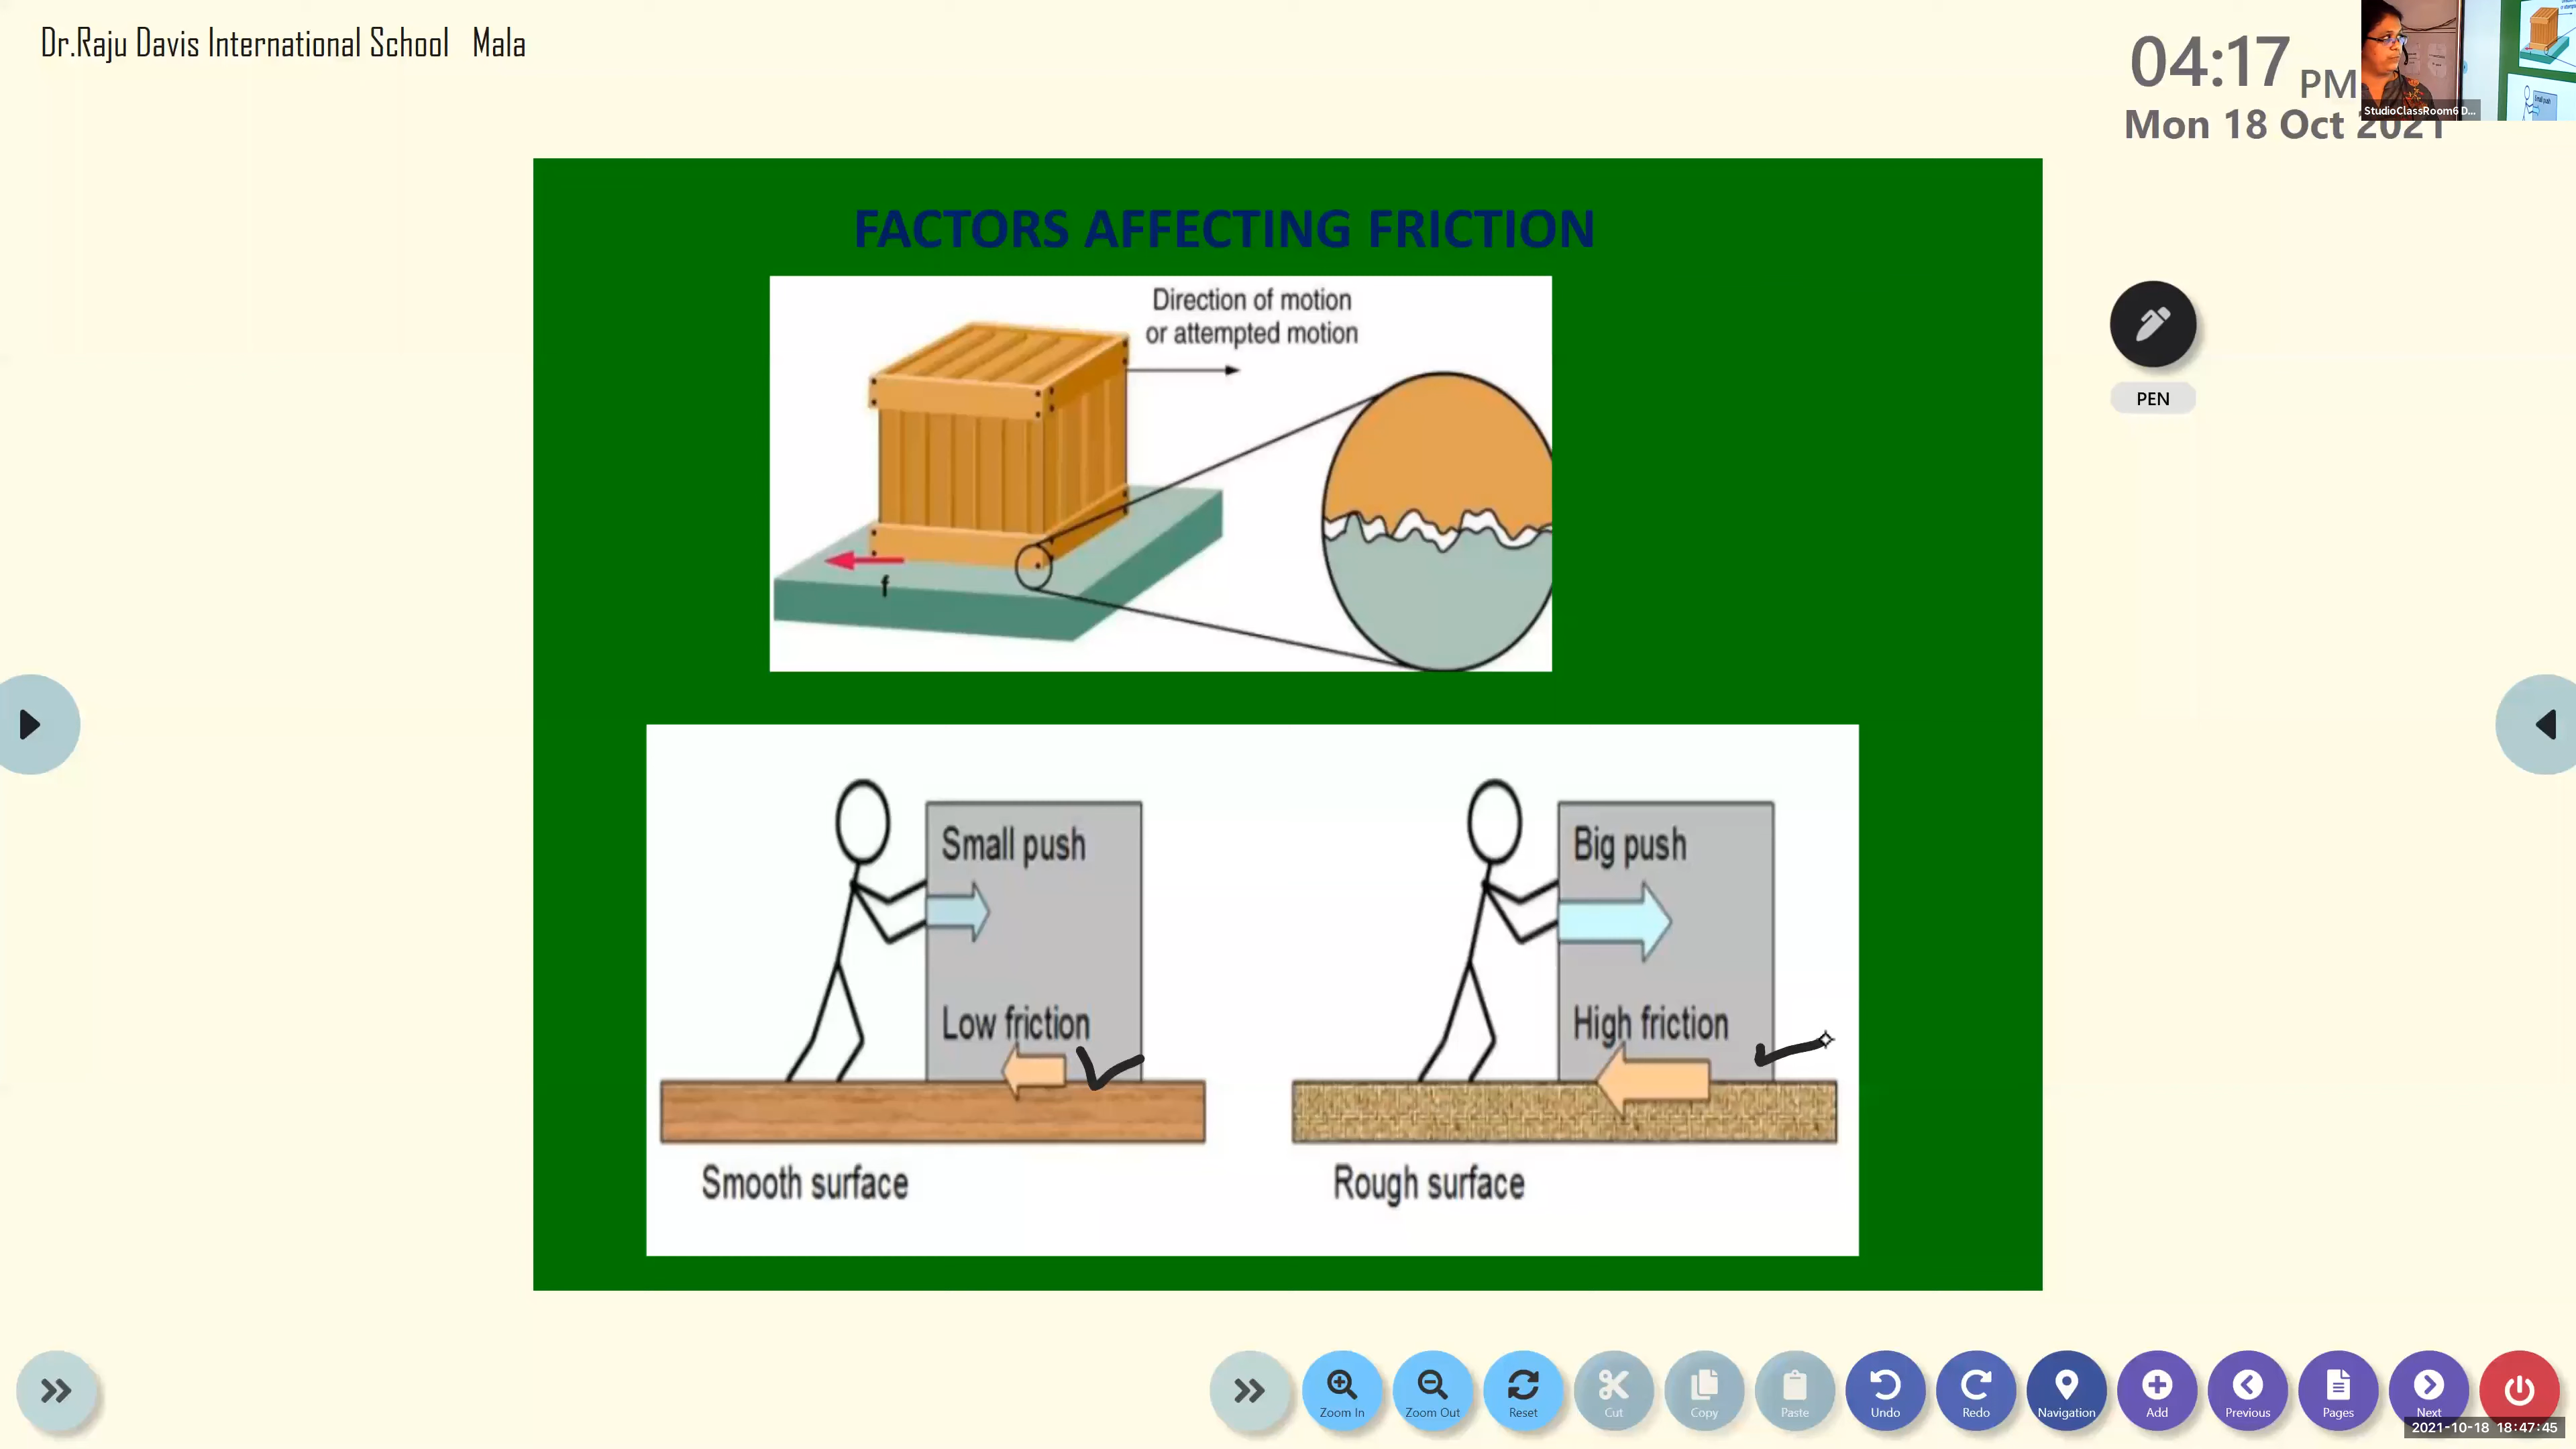 Dr.Raju Davis International School Mala
04:17 PM
Mon 18 Oct 2021
StudioClassRoom6 D...
FACTORS AFFECTING FRICTION
Direction of motion
or attempted motion
f
PEN
Small push
Low friction
Smooth surface
Big push
High friction
Rough surface
Zoom In
Zoom Out
Reset
Cut
Copy
Paste
Undo
Redo
Navigation
Add
Previous
Pages
Next
2021-10-18 18:47:45